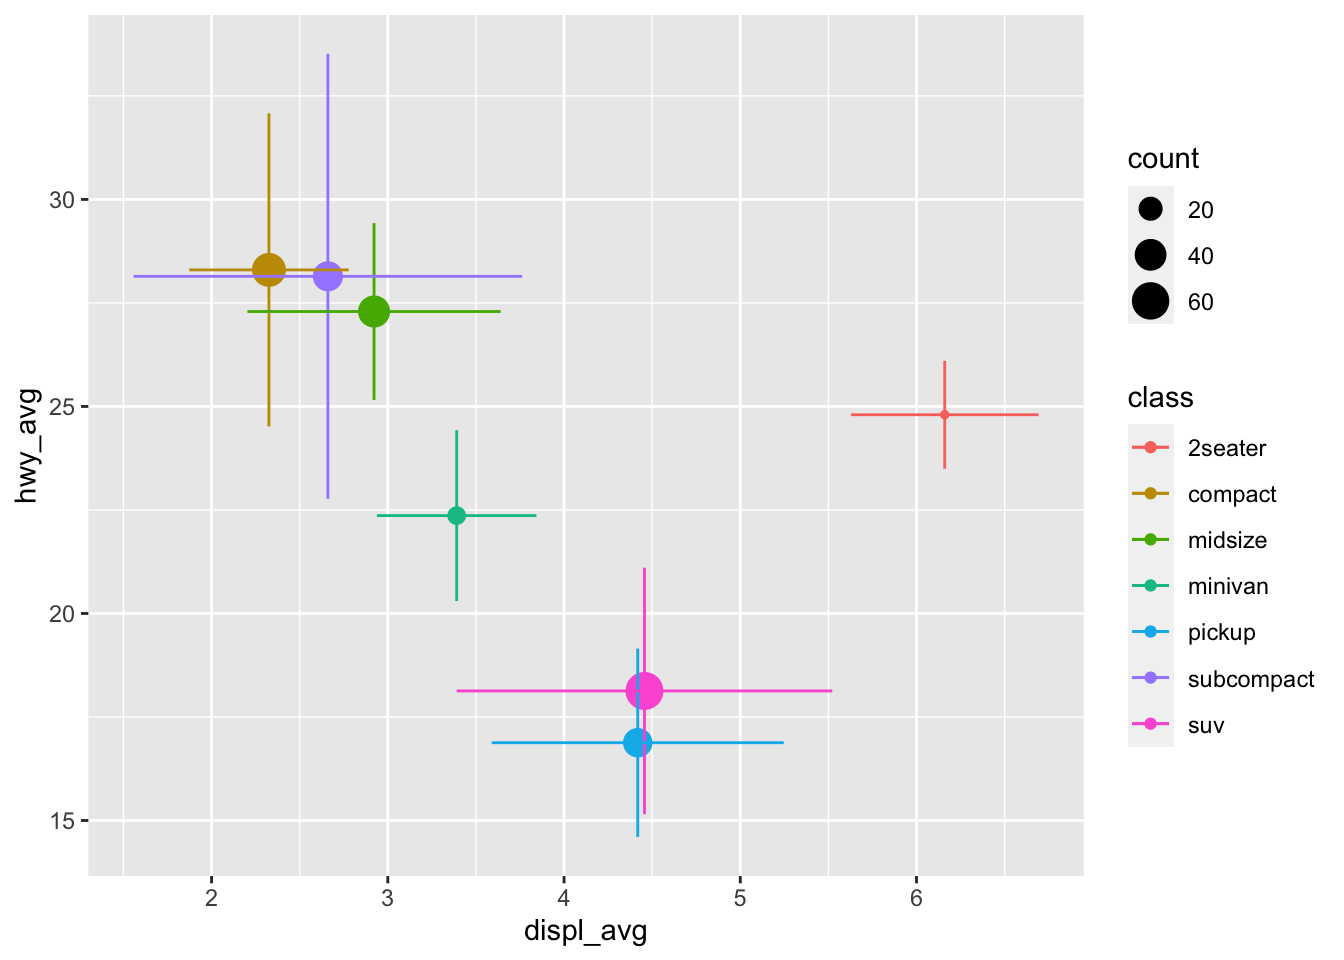 hwy_avg
30
25
20
15
2 3 4 5 6
displ_avg
count
20
40
60
class
2seater
compact
midsize
minivan
pickup
subcompact
suv